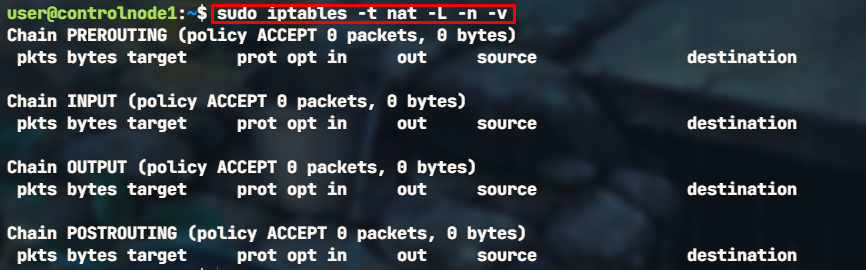 user@controlnode1:~$ sudo iptables -t nat -L -n -v
Chain PREROUTING (policy ACCEPT 0 packets, 0 bytes)
 pkts bytes target     prot opt in     out     source               destination

Chain INPUT (policy ACCEPT 0 packets, 0 bytes)
 pkts bytes target     prot opt in     out     source               destination

Chain OUTPUT (policy ACCEPT 0 packets, 0 bytes)
 pkts bytes target     prot opt in     out     source               destination

Chain POSTROUTING (policy ACCEPT 0 packets, 0 bytes)
 pkts bytes target     prot opt in     out     source               destination